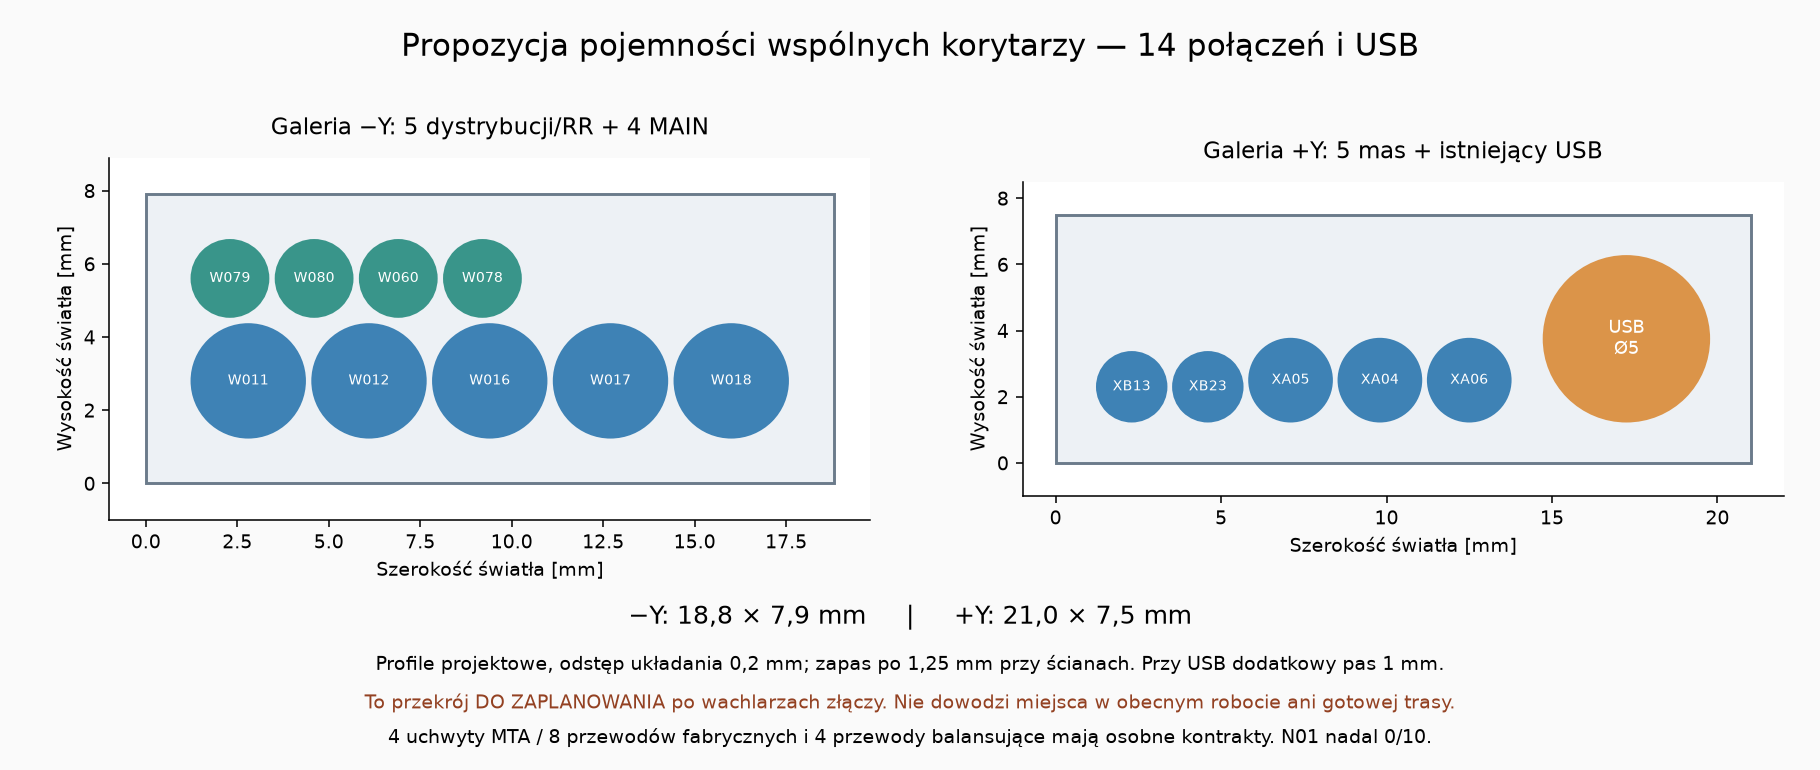 Propozycja pojemności wspólnych korytarzy — 14 połączeń i USB
Galeria −Y: 5 dystrybucji/RR + 4 MAIN
Wysokość światła [mm]
8
6
4
2
0
W079 W080 W060 W078
W011 W012 W016 W017 W018
0.0 2.5 5.0 7.5 10.0 12.5 15.0 17.5
Szerokość światła [mm]
Galeria +Y: 5 mas + istniejący USB
Wysokość światła [mm]
8
6
4
2
0
XB13 XB23 XA05 XA04 XA06
USB
Ø5
0 5 10 15 20
Szerokość światła [mm]
−Y: 18,8 × 7,9 mm | +Y: 21,0 × 7,5 mm
Profile projektowe, odstęp układania 0,2 mm; zapas po 1,25 mm przy ścianach. Przy USB dodatkowy pas 1 mm.
To przekrój DO ZAPLANOWANIA po wachlarzach złączy. Nie dowodzi miejsca w obecnym robocie ani gotowej trasy.
4 uchwyty MTA / 8 przewodów fabrycznych i 4 przewody balansujące mają osobne kontrakty. N01 nadal 0/10.